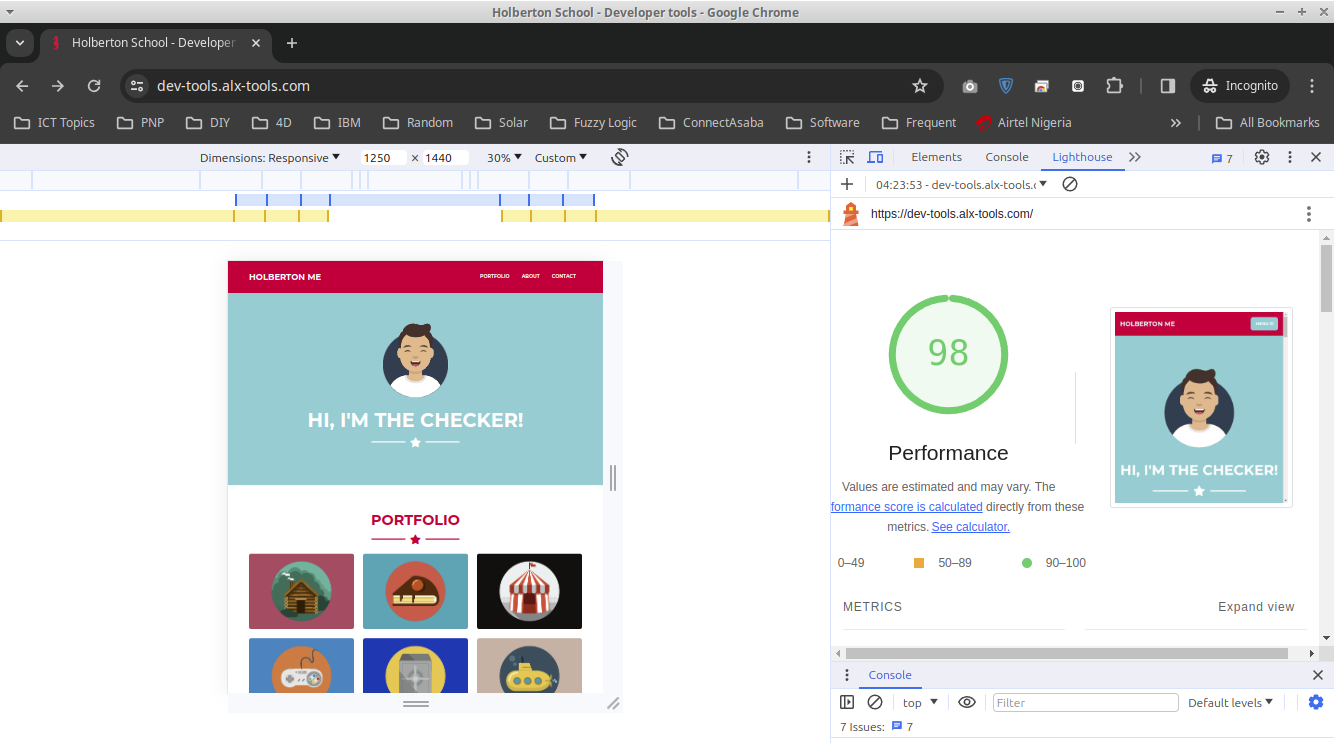 Holberton School - Developer tools - Google Chrome
Holberton School - Developer
dev-tools.alx-tools.com
Incognito
ICT Topics PNP DIY 4D IBM Random Solar Fuzzy Logic ConnectAsaba Software Frequent Airtel Nigeria » All Bookmarks
Dimensions: Responsive 1250 × 1440 30% Custom
Elements Console Lighthouse 7
04:23:53 - dev-tools.alx-tools.c
https://dev-tools.alx-tools.com/
HOLBERTON ME PORTFOLIO ABOUT CONTACT
HI, I'M THE CHECKER!
PORTFOLIO
98
Performance
Values are estimated and may vary. The
formance score is calculated directly from these
metrics. See calculator.
HOLBERTON ME
HI, I'M THE CHECKER!
0–49 50–89 90–100
METRICS Expand view
Console
top Filter Default levels
7 Issues: 7